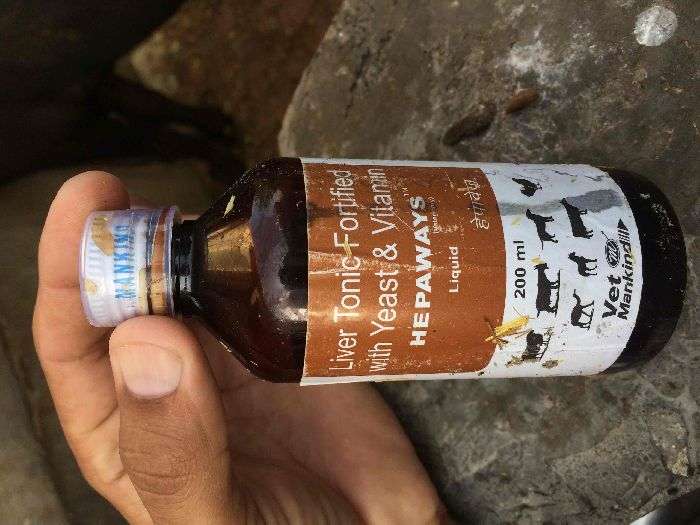 Liver Tonic Fortified
with Yeast & Vitamin
HEPAWAYS
हेपावेज़
Liquid
200 ml
Vet
Mankind
MANKIND